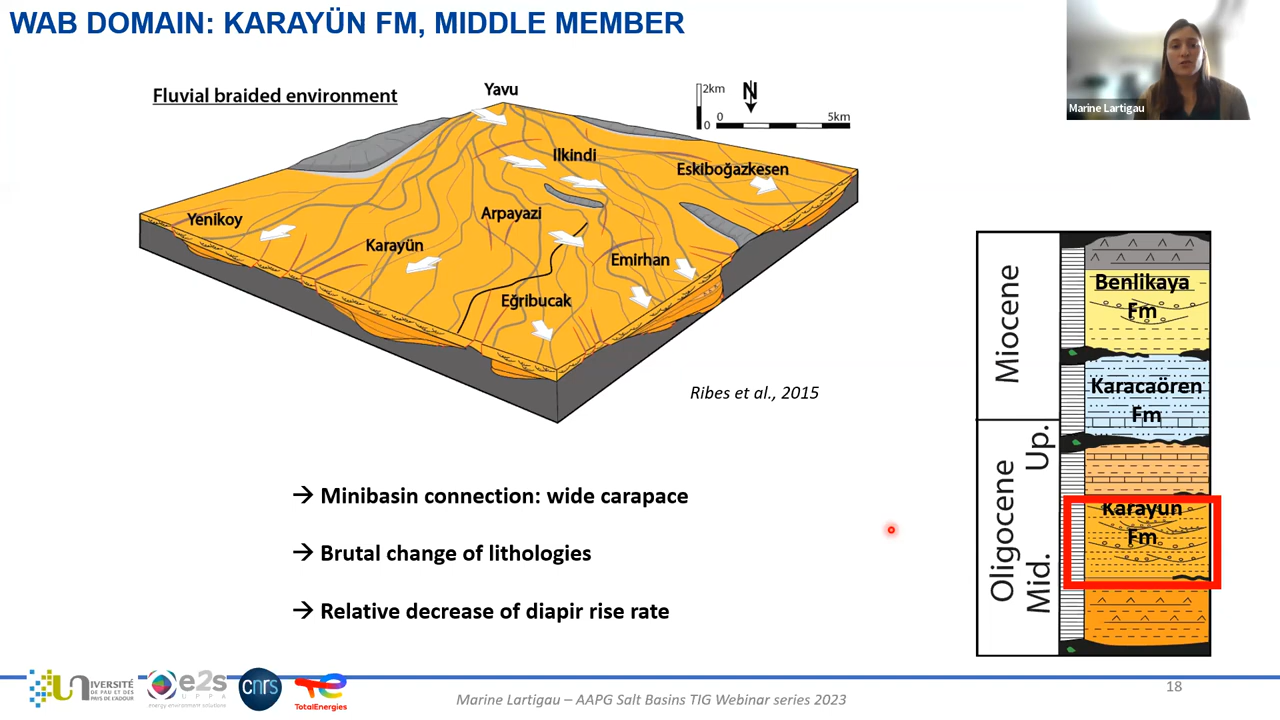 WAB DOMAIN: KARAYÜN FM, MIDDLE MEMBER
Marine Lartigau
Fluvial braided environment
Yavu
2km
0
N
0
5km
Ilkindi
Eskiboğazkesen
Yenikoy
Arpayazi
Karayün
Emirhan
Eğribucak
Ribes et al., 2015
→ Minibasin connection: wide carapace
→ Brutal change of lithologies
→ Relative decrease of diapir rise rate
Miocene
Oligocene
Up.
Mid.
Benlikaya
Fm
Karacaören
Fm
Karayün
Fm
UNIVERSITÉ
DE PAU ET DES
PAYS DE L'ADOUR
e2s
UPPA
energy environment solutions
cnrs
TotalEnergies
Marine Lartigau – AAPG Salt Basins TIG Webinar series 2023
18